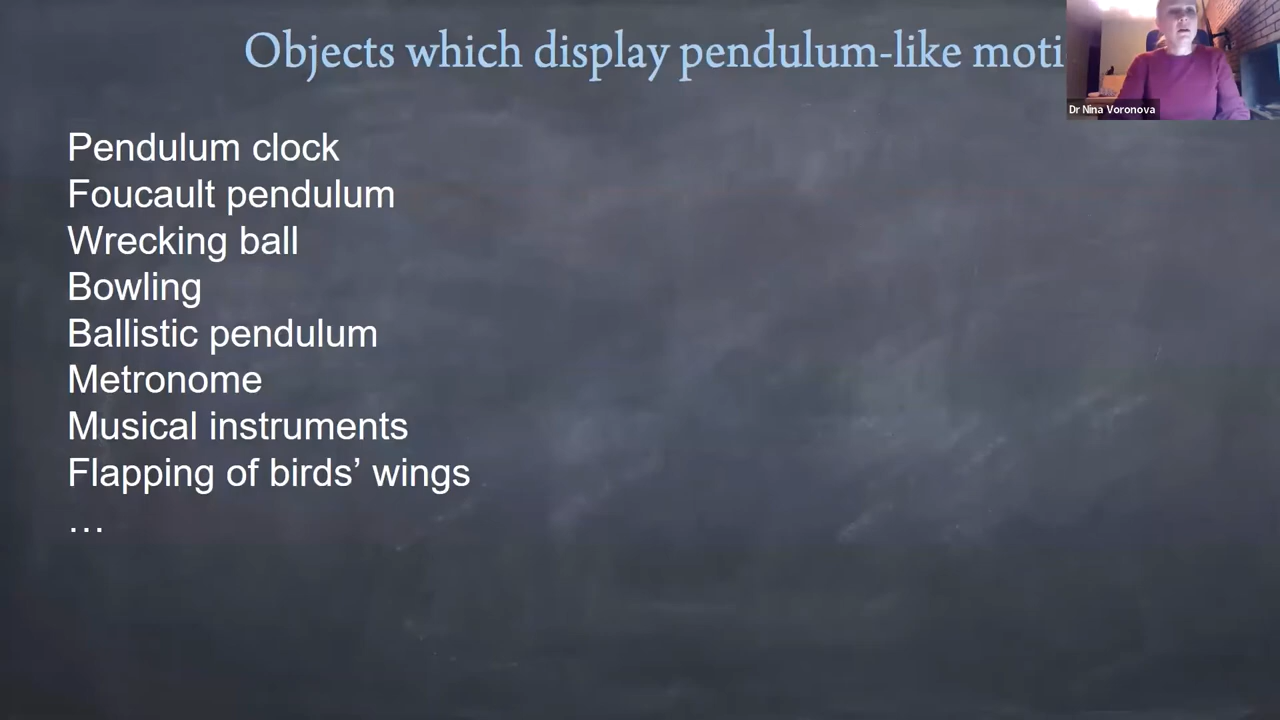 Objects which display pendulum-like moti
Dr Nina Voronova
Pendulum clock
Foucault pendulum
Wrecking ball
Bowling
Ballistic pendulum
Metronome
Musical instruments
Flapping of birds’ wings
…